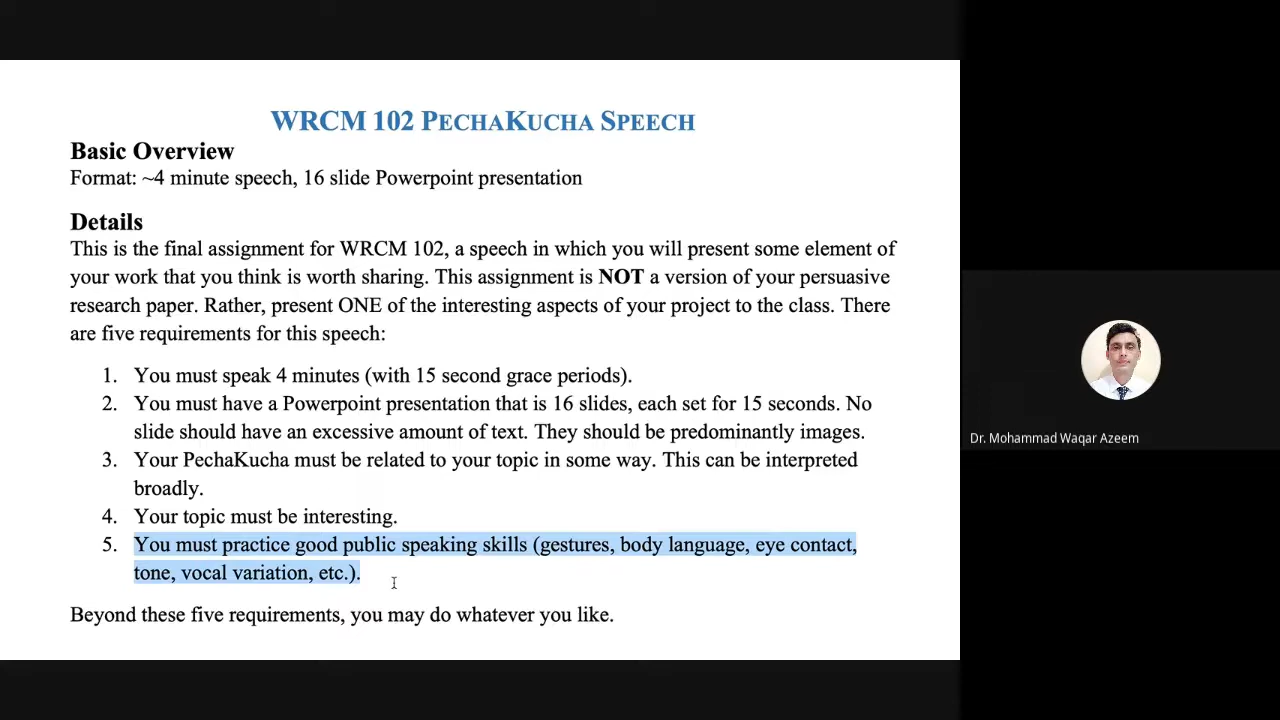 WRCM 102 PECHAKUCHA SPEECH
Basic Overview
Format: ~4 minute speech, 16 slide Powerpoint presentation
Details
This is the final assignment for WRCM 102, a speech in which you will present some element of
your work that you think is worth sharing. This assignment is NOT a version of your persuasive
research paper. Rather, present ONE of the interesting aspects of your project to the class. There
are five requirements for this speech:
1. You must speak 4 minutes (with 15 second grace periods).
2. You must have a Powerpoint presentation that is 16 slides, each set for 15 seconds. No
slide should have an excessive amount of text. They should be predominantly images.
3. Your PechaKucha must be related to your topic in some way. This can be interpreted
broadly.
4. Your topic must be interesting.
5. You must practice good public speaking skills (gestures, body language, eye contact,
tone, vocal variation, etc.).
Beyond these five requirements, you may do whatever you like.
Dr. Mohammad Waqar Azeem